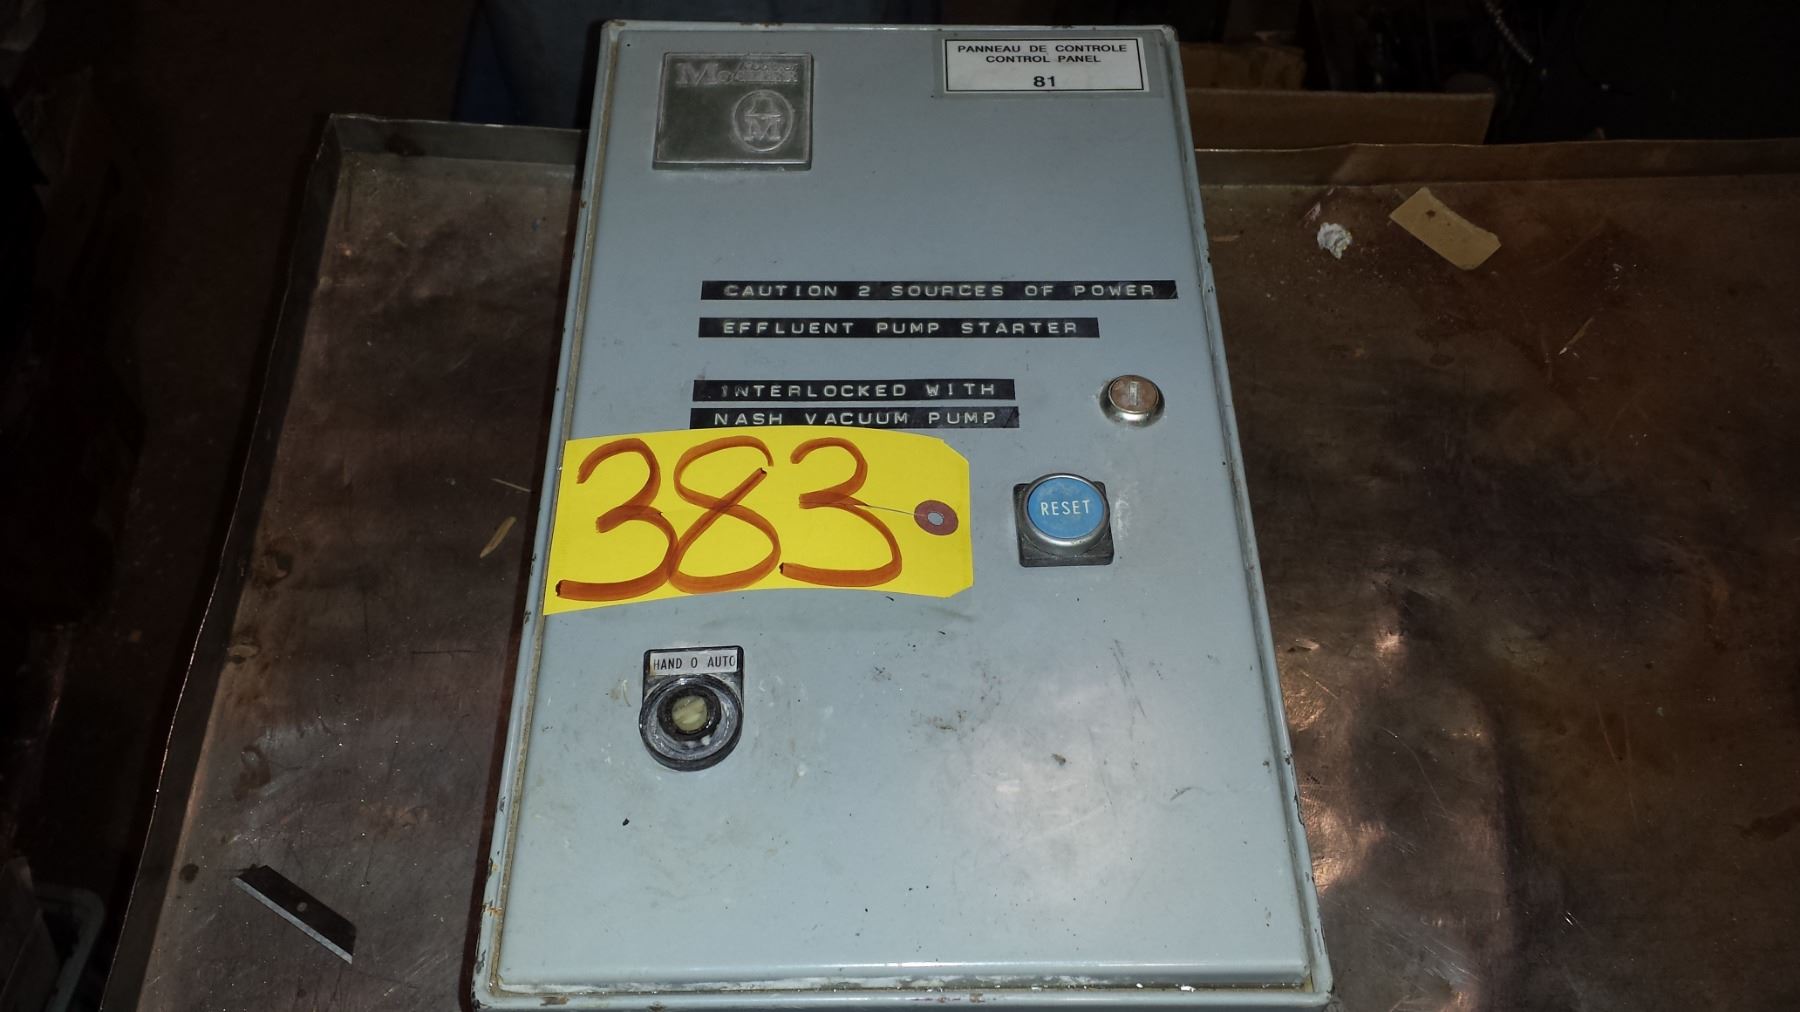 PANNEAU DE CONTROLE
CONTROL PANEL
81
M
CAUTION 2 SOURCES OF POWER
EFFLUENT PUMP STARTER
INTERLOCKED WITH
NASH VACUUM PUMP
383
RESET
HAND O AUTO